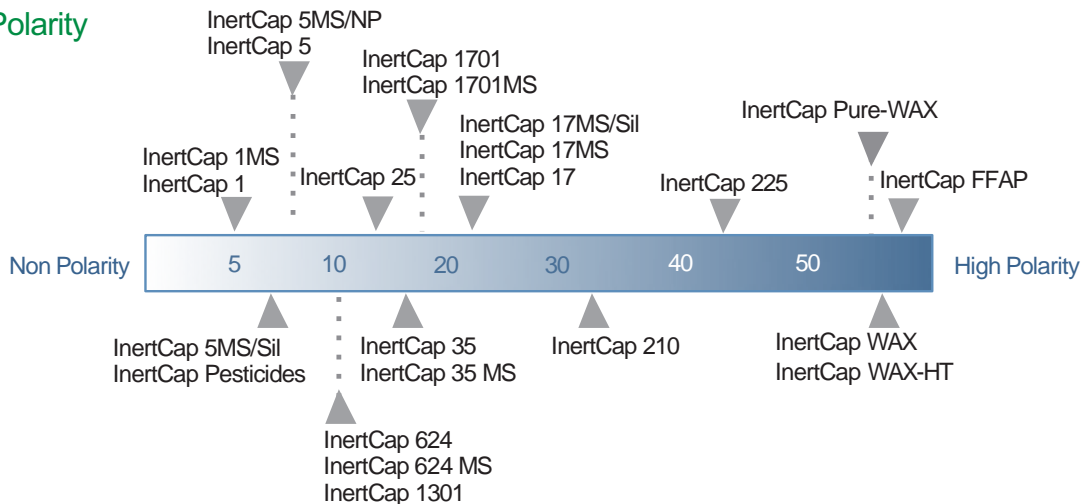 Polarity
InertCap 5MS/NP
InertCap 5
InertCap 1701
InertCap 1701MS
InertCap 17MS/Sil
InertCap 17MS
InertCap 17
InertCap Pure-WAX
InertCap 1MS
InertCap 1
InertCap 25
InertCap 225
InertCap FFAP
Non Polarity 5 10 20 30 40 50 High Polarity
InertCap 5MS/Sil
InertCap Pesticides
InertCap 35
InertCap 35 MS
InertCap 210
InertCap WAX
InertCap WAX-HT
InertCap 624
InertCap 624 MS
InertCap 1301